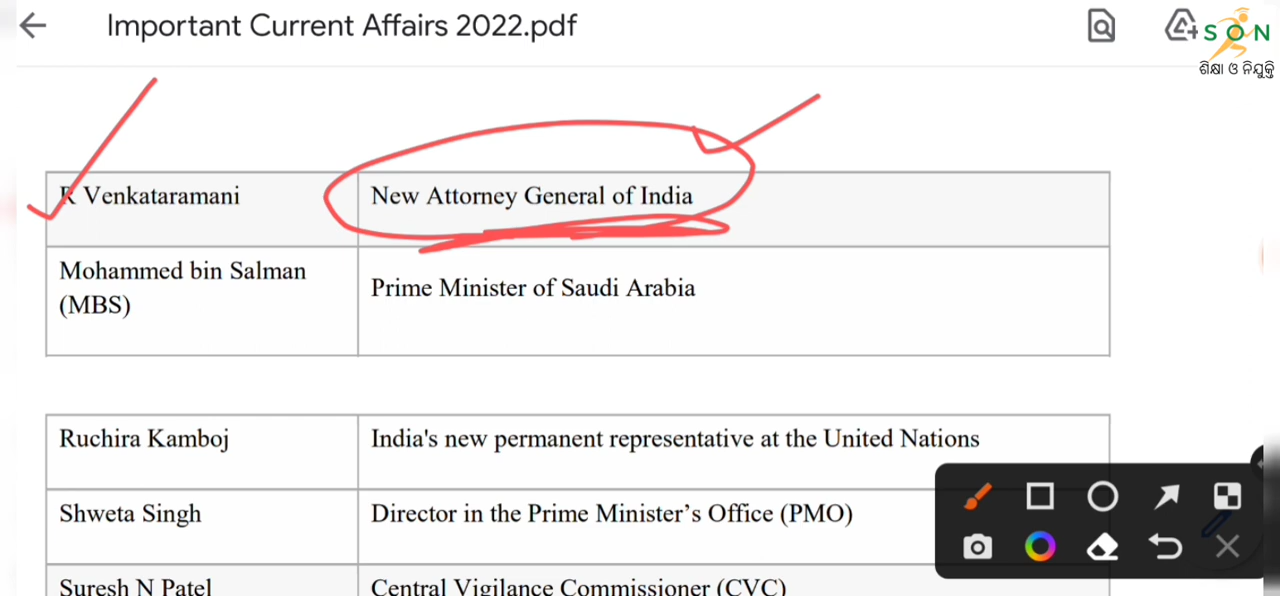 Important Current Affairs 2022.pdf
SON
ଶିକ୍ଷା ଓ ନିଯୁକ୍ତି
R Venkataramani
New Attorney General of India
Mohammed bin Salman
(MBS)
Prime Minister of Saudi Arabia
Ruchira Kamboj
India's new permanent representative at the United Nations
Shweta Singh
Director in the Prime Minister’s Office (PMO)
Suresh N Patel
Central Vigilance Commissioner (CVC)